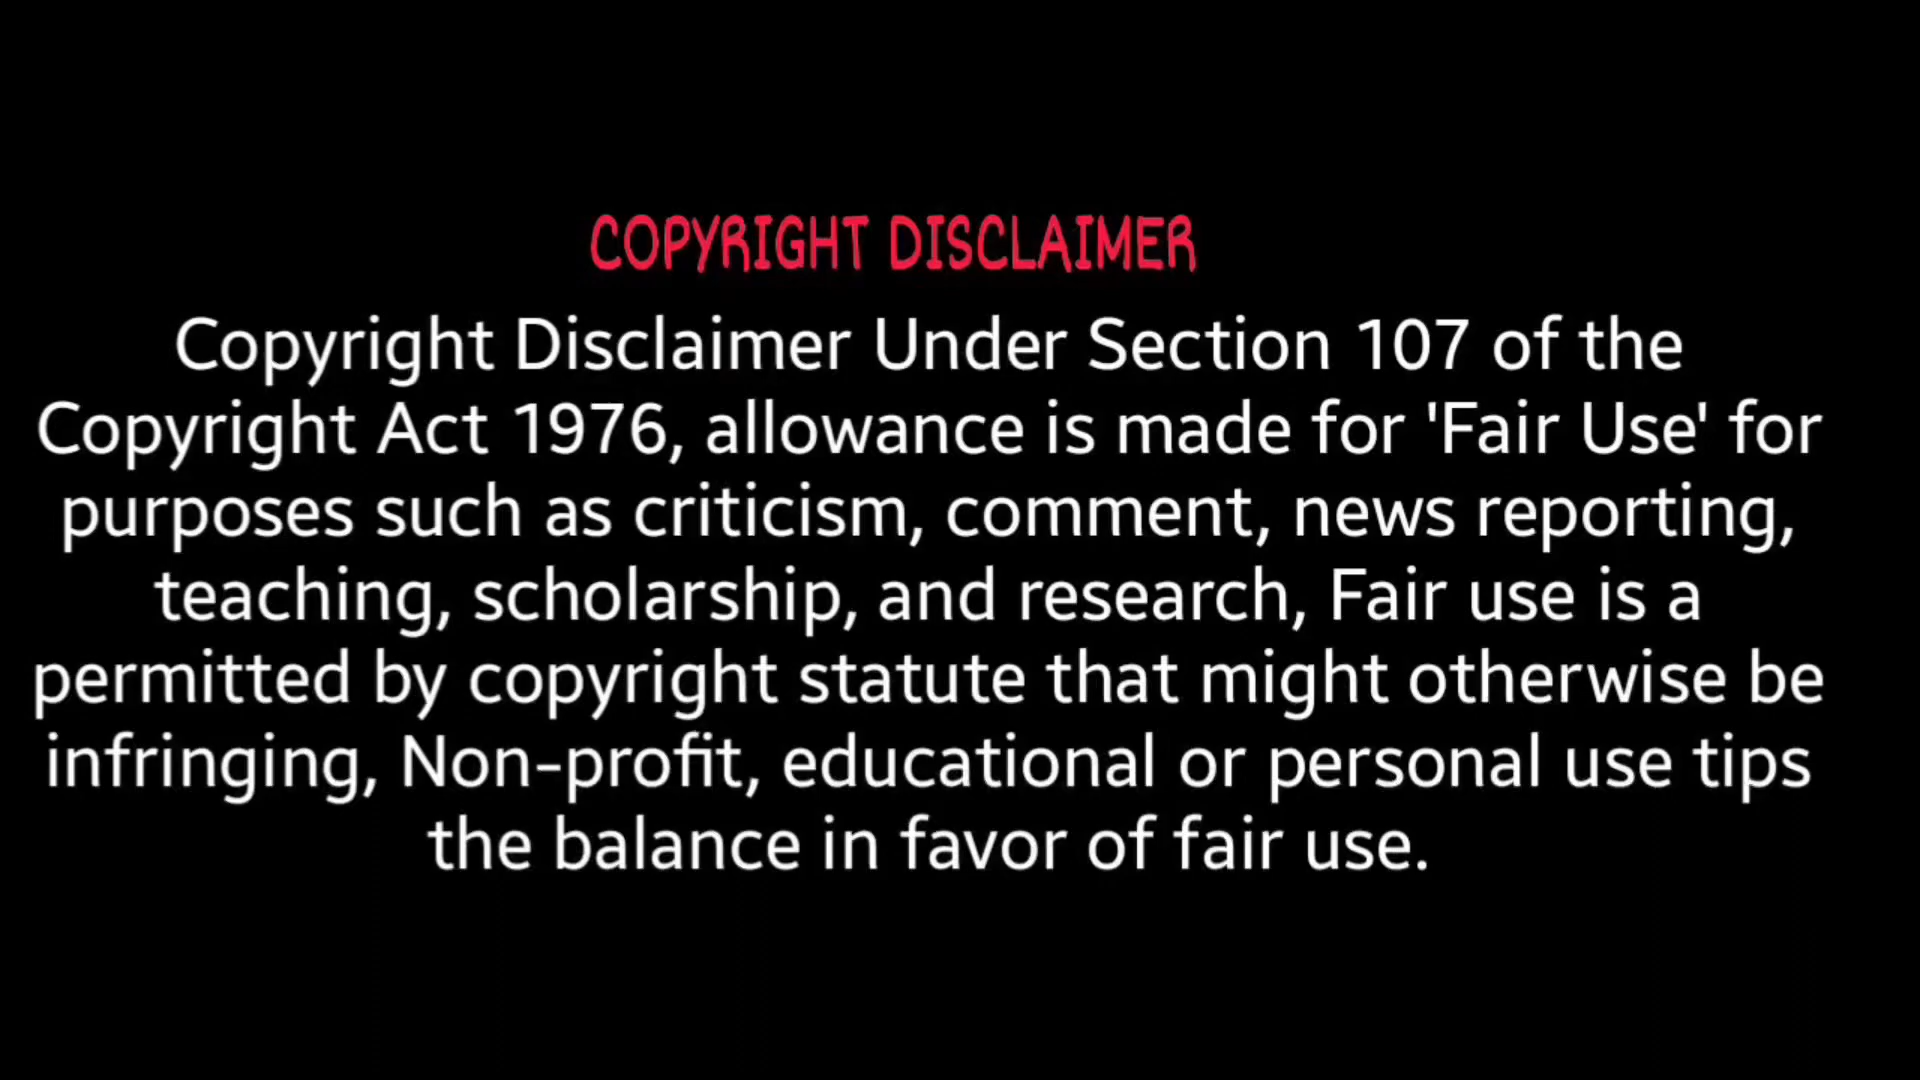 COPYRIGHT DISCLAIMER
Copyright Disclaimer Under Section 107 of the
Copyright Act 1976, allowance is made for 'Fair Use' for
purposes such as criticism, comment, news reporting,
teaching, scholarship, and research, Fair use is a
permitted by copyright statute that might otherwise be
infringing, Non-profit, educational or personal use tips
the balance in favor of fair use.